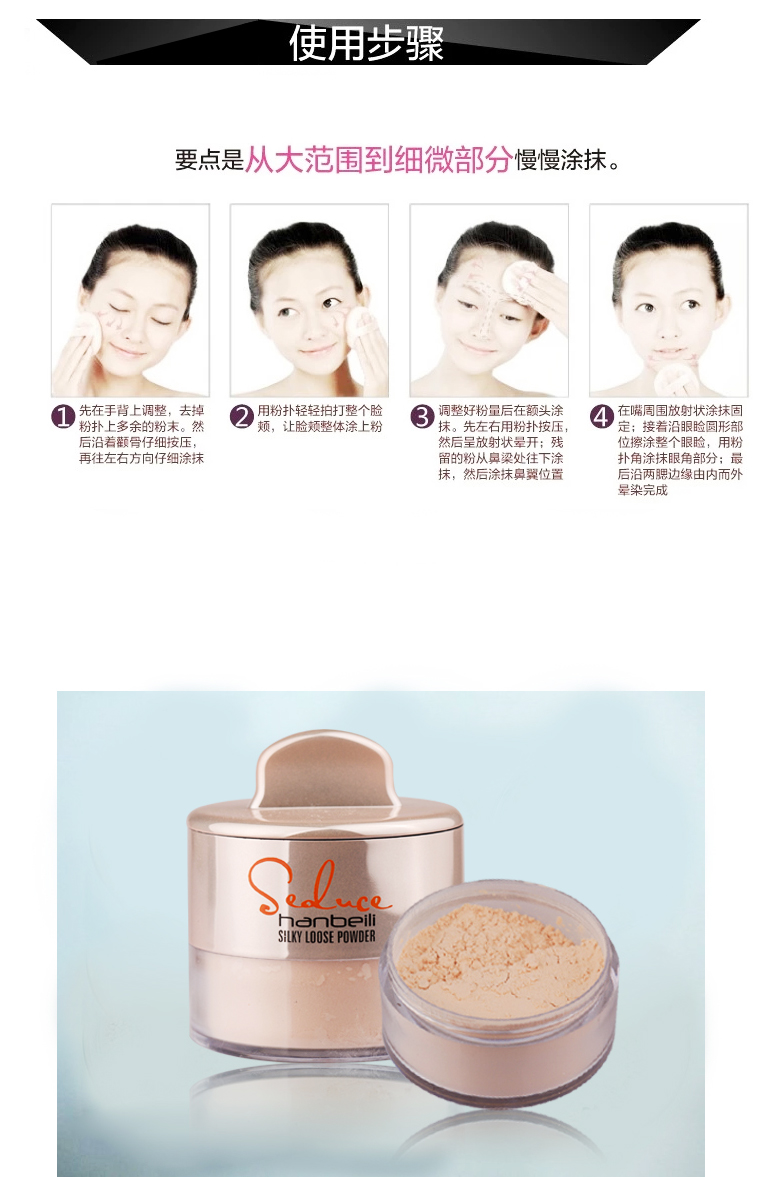 使用步骤
要点是从大范围到细微部分慢慢涂抹。
1 先在手背上调整，去掉
粉扑上多余的粉末。然
后沿着颧骨仔细按压，
再往左右方向仔细涂抹
2 用粉扑轻轻拍打整个脸
颊，让脸颊整体涂上粉
3 调整好粉量后在额头涂
抹。先左右用粉扑按压，
然后呈放射状晕开；残
留的粉从鼻梁处往下涂
抹，然后涂抹鼻翼位置
4 在嘴周围放射状涂抹固
定；接着沿眼睑圆形部
位擦涂整个眼睑，用粉
扑角涂抹眼角部分；最
后沿两腮边缘由内而外
晕染完成
Seduce
hanbeili
SILKY LOOSE POWDER